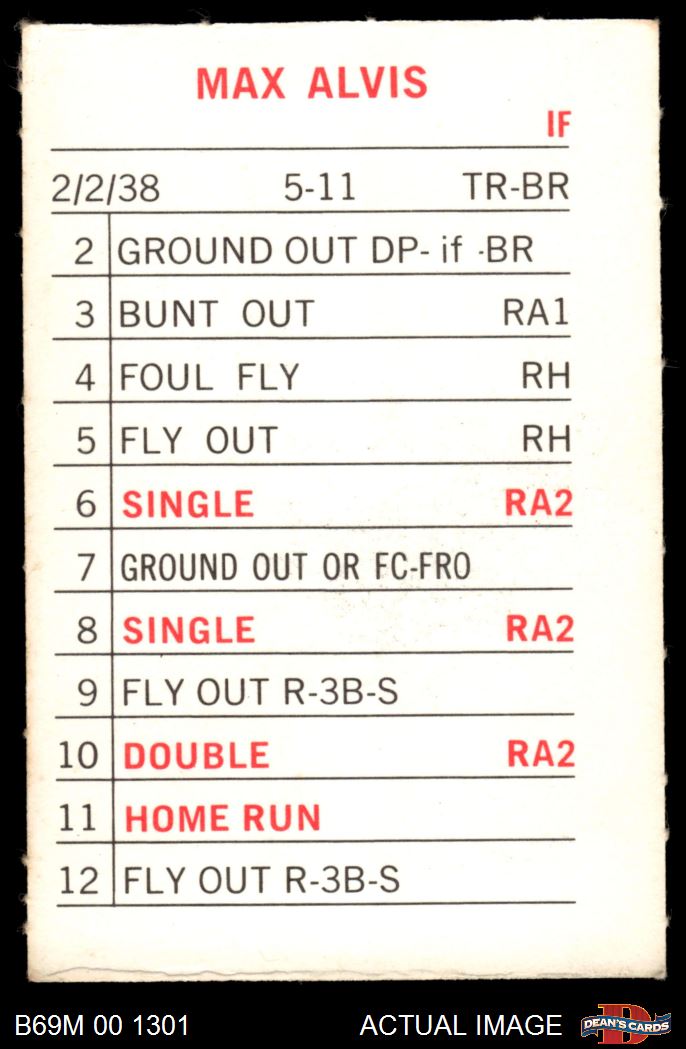 MAX ALVIS
IF
2/2/38 5-11 TR-BR
2 GROUND OUT DP- if -BR
3 BUNT OUT RA1
4 FOUL FLY RH
5 FLY OUT RH
6 SINGLE RA2
7 GROUND OUT OR FC-FRO
8 SINGLE RA2
9 FLY OUT R-3B-S
10 DOUBLE RA2
11 HOME RUN
12 FLY OUT R-3B-S
B69M 00 1301 ACTUAL IMAGE DEAN'S CARDS